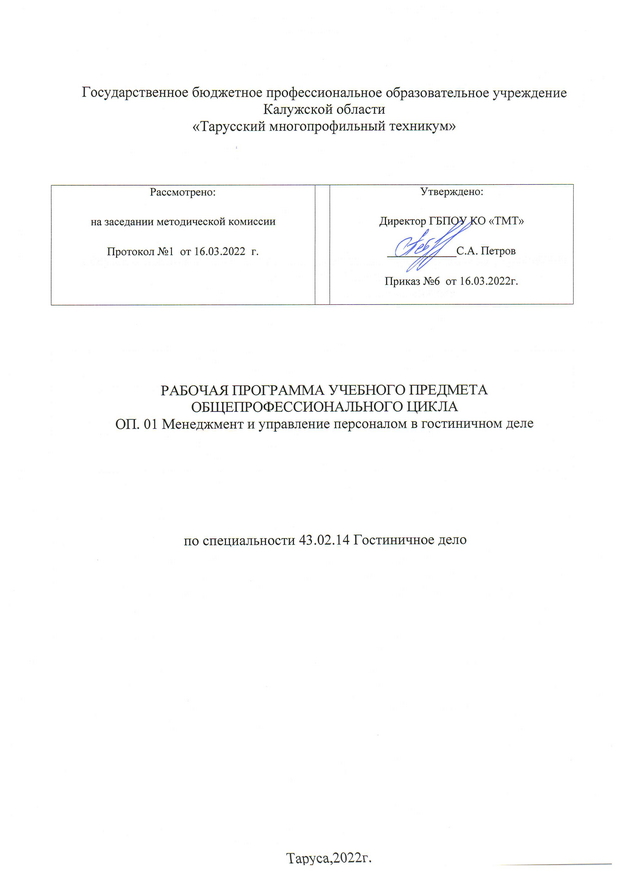 Государственное бюджетное профессиональное образовательное учреждение
Калужской области
«Тарусский многопрофильный техникум»
Рассмотрено:
на заседании методической комиссии
Протокол №1 от 16.03.2022 г.
Утверждено:
Директор ГБПОУ КО «ТМТ»
____________С.А. Петров
Приказ №6 от 16.03.2022г.
РАБОЧАЯ ПРОГРАММА УЧЕБНОГО ПРЕДМЕТА
ОБЩЕПРОФЕССИОНАЛЬНОГО ЦИКЛА
ОП. 01 Менеджмент и управление персоналом в гостиничном деле
по специальности 43.02.14 Гостиничное дело
Таруса,2022г.